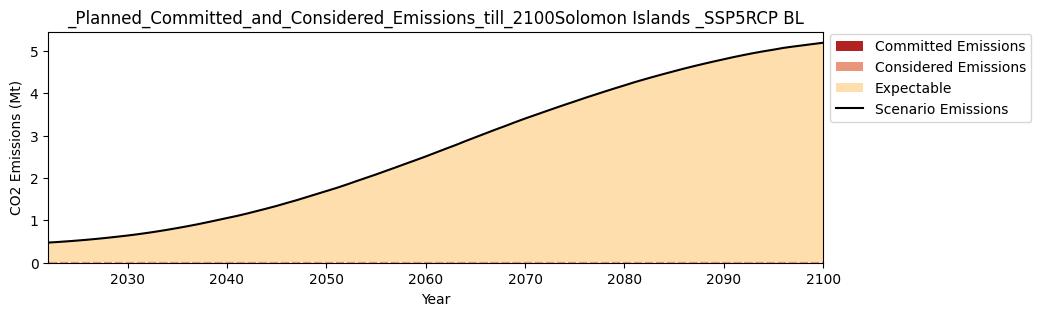 _Planned_Committed_and_Considered_Emissions_till_2100Solomon Islands _SSP5RCP BL
CO2 Emissions (Mt)
5
4
3
2
1
0
2030 2040 2050 2060 2070 2080 2090 2100
Year
Committed Emissions
Considered Emissions
Expectable
Scenario Emissions